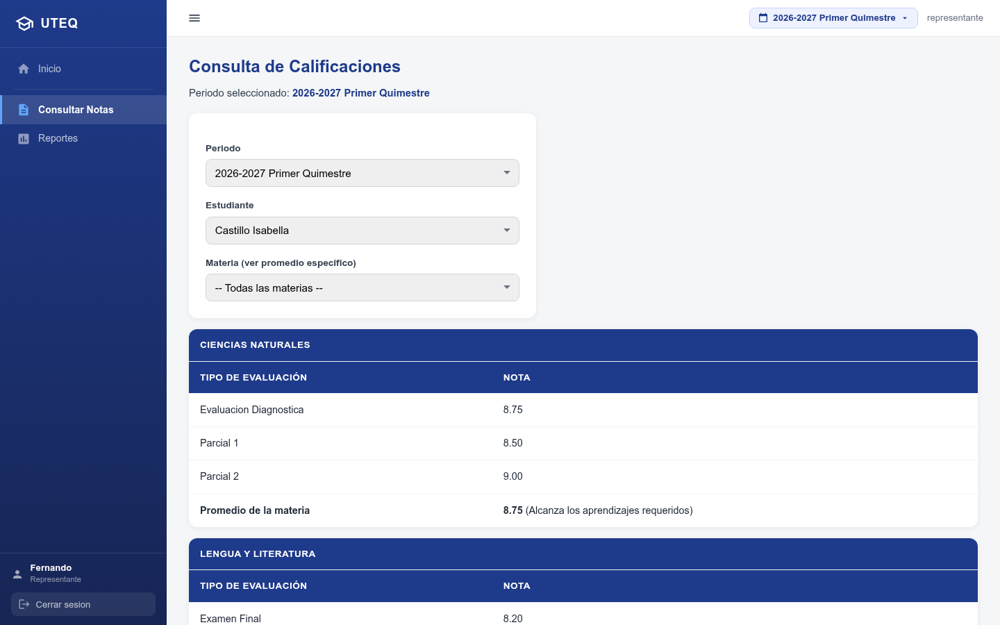 UTEQ
Inicio
Consultar Notas
Reportes
Fernando
Representante
Cerrar sesion
2026-2027 Primer Quimestre
representante
Consulta de Calificaciones
Periodo seleccionado: 2026-2027 Primer Quimestre
Periodo
2026-2027 Primer Quimestre
Estudiante
Castillo Isabella
Materia (ver promedio específico)
-- Todas las materias --
CIENCIAS NATURALES
TIPO DE EVALUACIÓN NOTA
Evaluacion Diagnostica 8.75
Parcial 1 8.50
Parcial 2 9.00
Promedio de la materia 8.75 (Alcanza los aprendizajes requeridos)
LENGUA Y LITERATURA
TIPO DE EVALUACIÓN NOTA
Examen Final 8.20